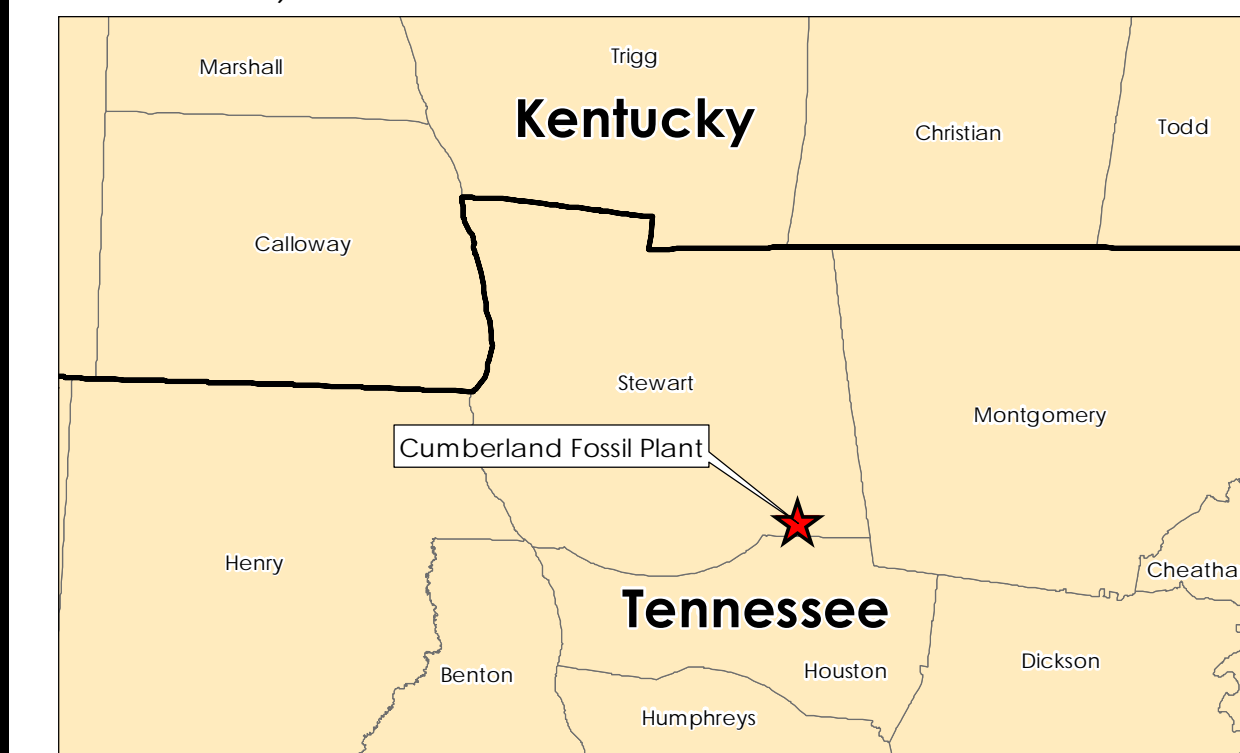 Marshall
Trigg
Kentucky
Christian
Todd
Calloway
Stewart
Montgomery
Cumberland Fossil Plant
Henry
Cheatha
Tennessee
Benton
Houston
Dickson
Humphreys